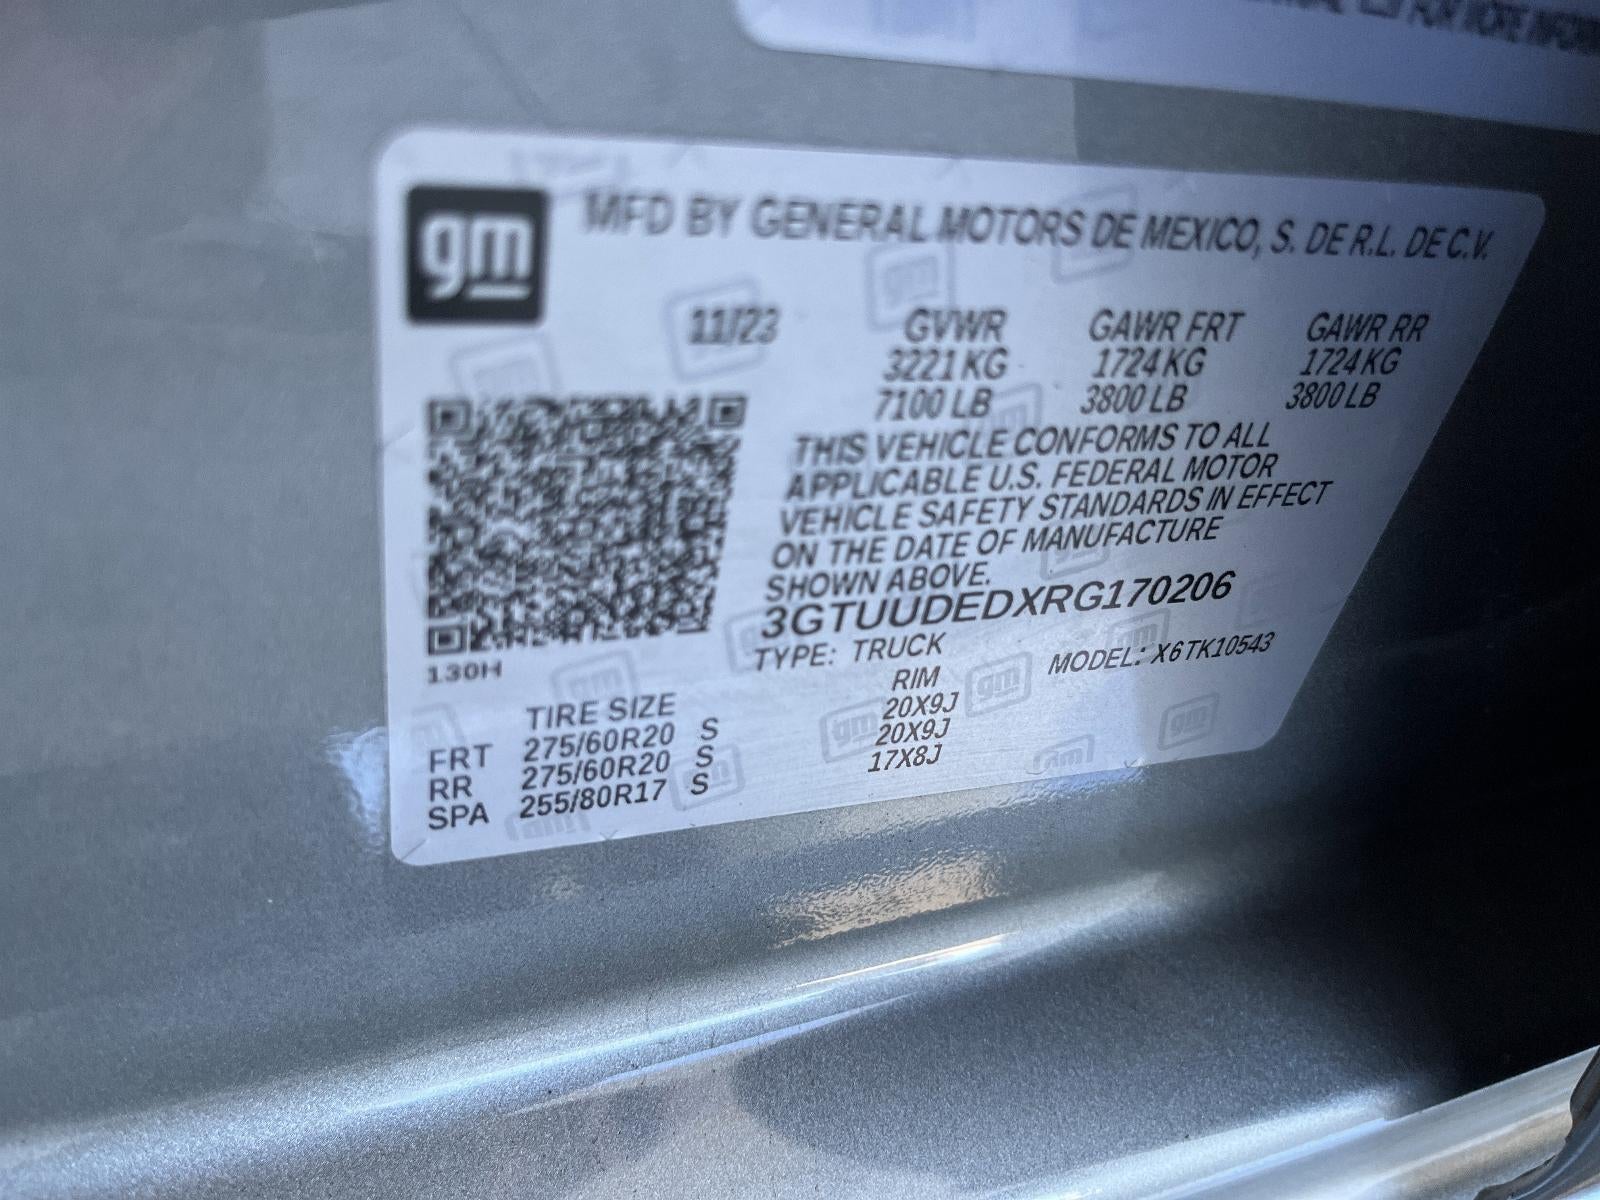 FOR MORE
gm
MFD BY GENERAL MOTORS DE MEXICO, S. DE R.L. DE C.V.
11/23 GVWR GAWR FRT GAWR RR
3221 KG 1724 KG 1724 KG
7100 LB 3800 LB 3800 LB
THIS VEHICLE CONFORMS TO ALL
APPLICABLE U.S. FEDERAL MOTOR
VEHICLE SAFETY STANDARDS IN EFFECT
ON THE DATE OF MANUFACTURE
SHOWN ABOVE.
3GTUUDEDXRG170206
130H TYPE: TRUCK MODEL: X6TK10543
TIRE SIZE RIM
FRT 275/60R20 S 20X9J
RR 275/60R20 S 20X9J
SPA 255/80R17 S 17X8J